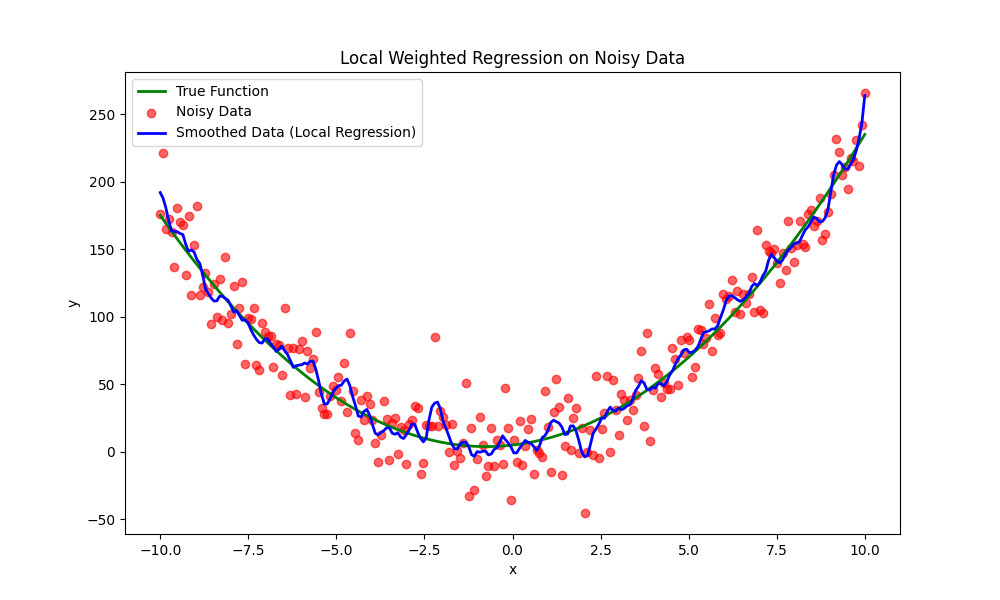 Local Weighted Regression on Noisy Data
True Function
Noisy Data
Smoothed Data (Local Regression)
y
250
200
150
100
50
0
−50
−10.0 −7.5 −5.0 −2.5 0.0 2.5 5.0 7.5 10.0
x